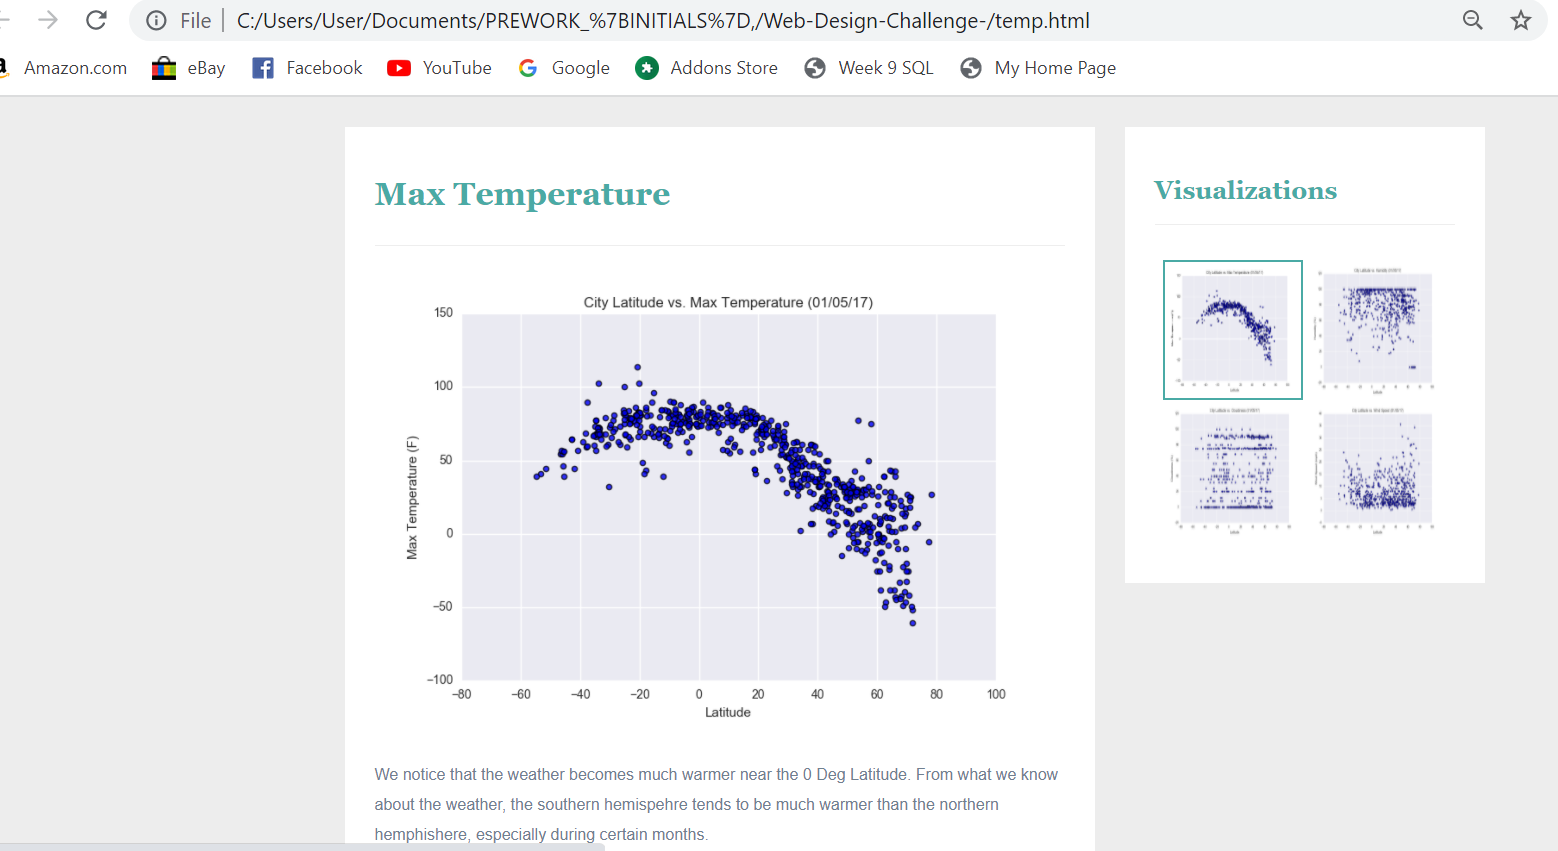 File | C:/Users/User/Documents/PREWORK_%7BINITIALS%7D,/Web-Design-Challenge-/temp.html
Amazon.com eBay Facebook YouTube Google Addons Store Week 9 SQL My Home Page
Max Temperature
City Latitude vs. Max Temperature (01/05/17)
150
100
50
0
−50
−100
Max Temperature (F)
−80 −60 −40 −20 0 20 40 60 80 100
Latitude
We notice that the weather becomes much warmer near the 0 Deg Latitude. From what we know
about the weather, the southern hemispehre tends to be much warmer than the northern
hemphishere, especially during certain months.
Visualizations